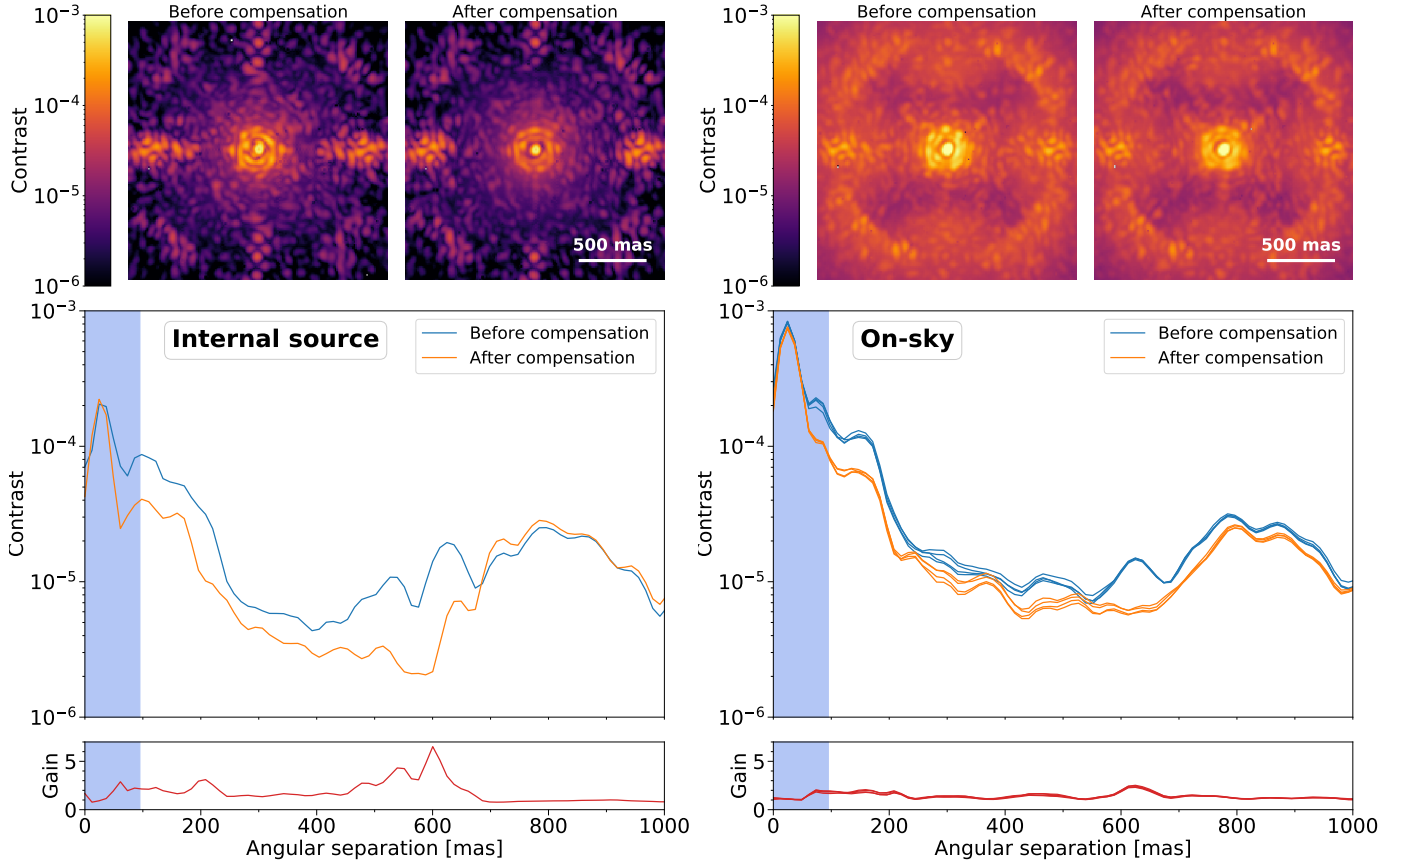 Before compensation After compensation
Before compensation After compensation
10⁻³
10⁻⁴
10⁻⁵
10⁻⁶
Contrast
500 mas
10⁻³
10⁻⁴
10⁻⁵
10⁻⁶
Contrast
500 mas
Internal source
Before compensation
After compensation
10⁻³
10⁻⁴
10⁻⁵
10⁻⁶
Contrast
On-sky
Before compensation
After compensation
10⁻³
10⁻⁴
10⁻⁵
10⁻⁶
Contrast
5
0
Gain
0 200 400 600 800 1000
Angular separation [mas]
5
0
Gain
0 200 400 600 800 1000
Angular separation [mas]